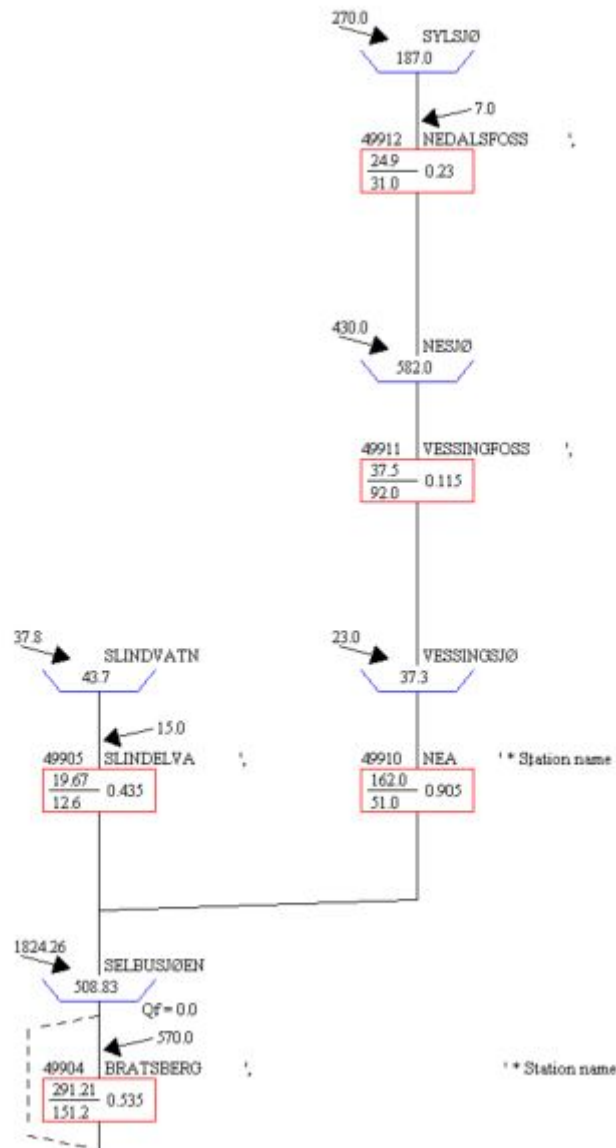 270.0
SYLSJØ
187.0
7.0
49912 NEDALSFOSS ',
24.9
0.23
31.0
430.0
NESJØ
582.0
49911 VESSINGFOSS ',
37.5
0.115
92.0
37.8
SLINDVATN
43.7
23.0
VESSINGSJØ
37.3
15.0
49905 SLINDELVA ',
19.67
0.435
12.6
49910 NEA ' * Station name
162.0
0.905
51.0
1824.26
SELBUSJØEN
508.83
Qf = 0.0
570.0
49904 BRATSBERG ', ' * Station name
291.21
0.535
151.2